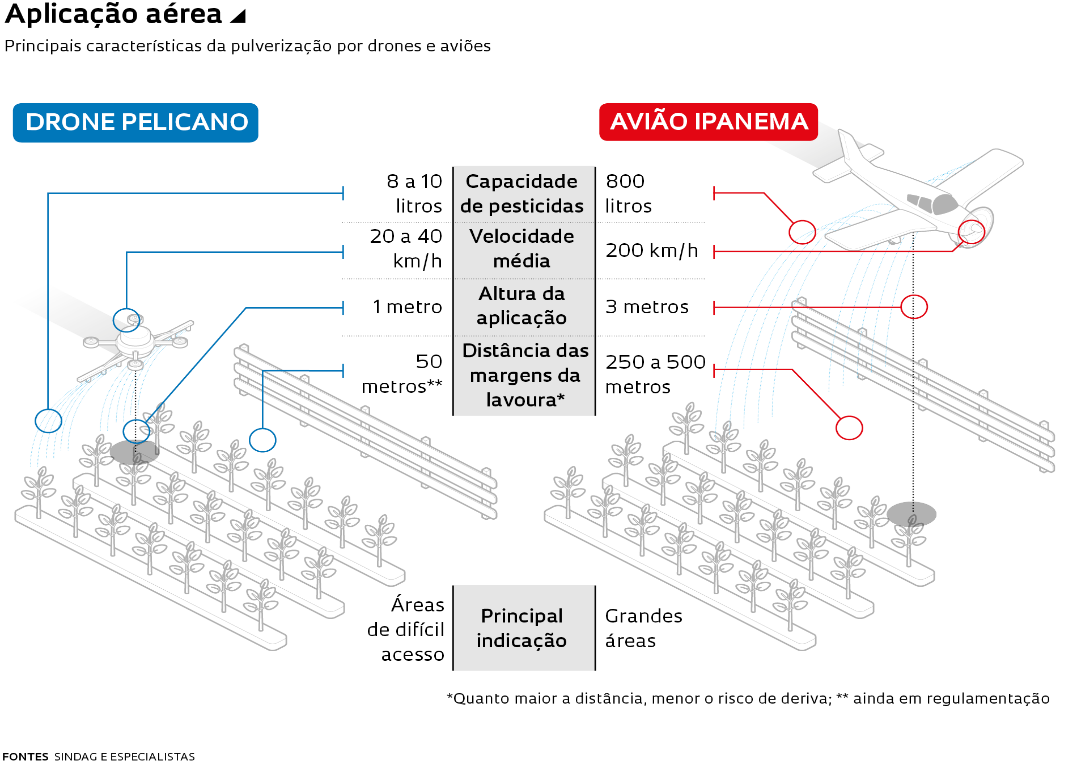 Aplicação aérea
Principais características da pulverização por drones e aviões
DRONE PELICANO
AVIÃO IPANEMA
8 a 10
litros
Capacidade
de pesticidas
800
litros
20 a 40
km/h
Velocidade
média
200 km/h
1 metro
Altura da
aplicação
3 metros
50
metros**
Distância das
margens da
lavoura*
250 a 500
metros
Áreas
de difícil
acesso
Principal
indicação
Grandes
áreas
*Quanto maior a distância, menor o risco de deriva; ** ainda em regulamentação
FONTES SINDAG E ESPECIALISTAS